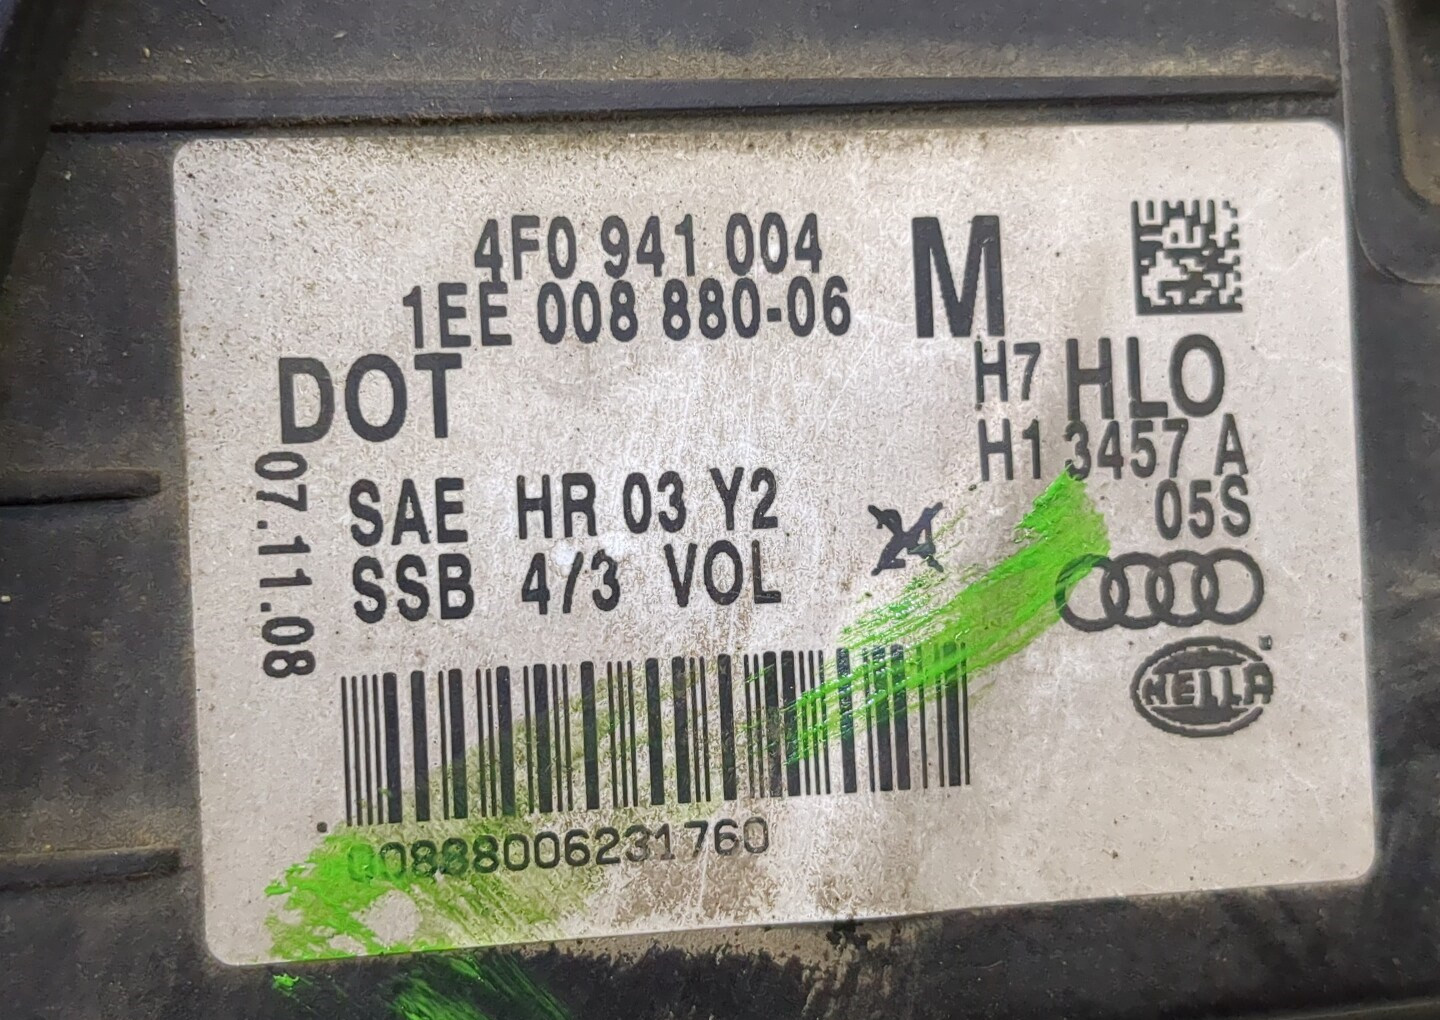 4F0 941 004
1EE 008 880-06
M
DOT
H7 HLO
H1 3457 A
05S
07.11.08
SAE HR 03 Y2
SSB 4/3 VOL
HELLA
00888006231760